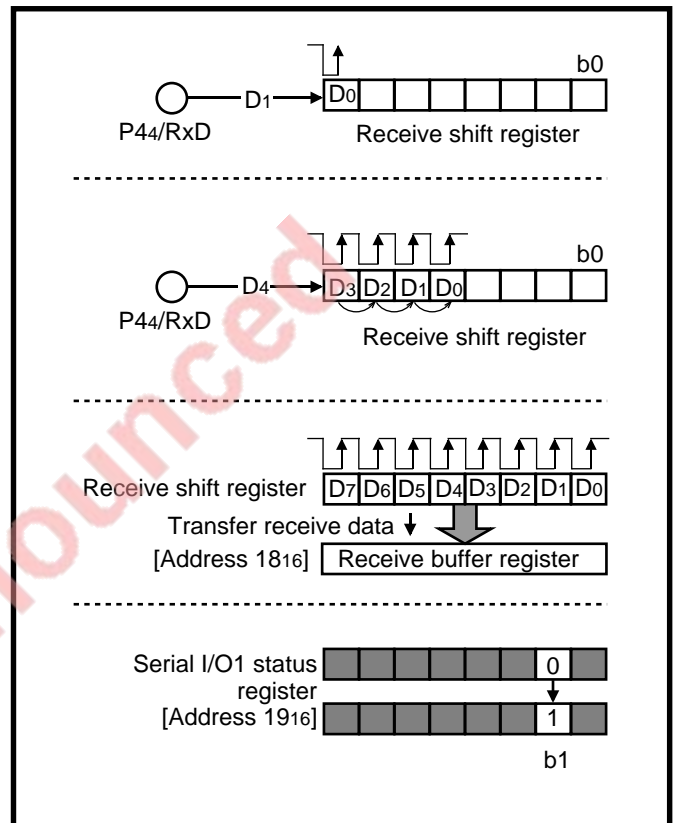 b0
D1
D0
P44/RxD
Receive shift register
b0
D4
D3 D2 D1 D0
P44/RxD
Receive shift register
Receive shift register D7 D6 D5 D4 D3 D2 D1 D0
Transfer receive data
[Address 1816] Receive buffer register
Serial I/O1 status
register
0
[Address 1916]
1
b1
nounced